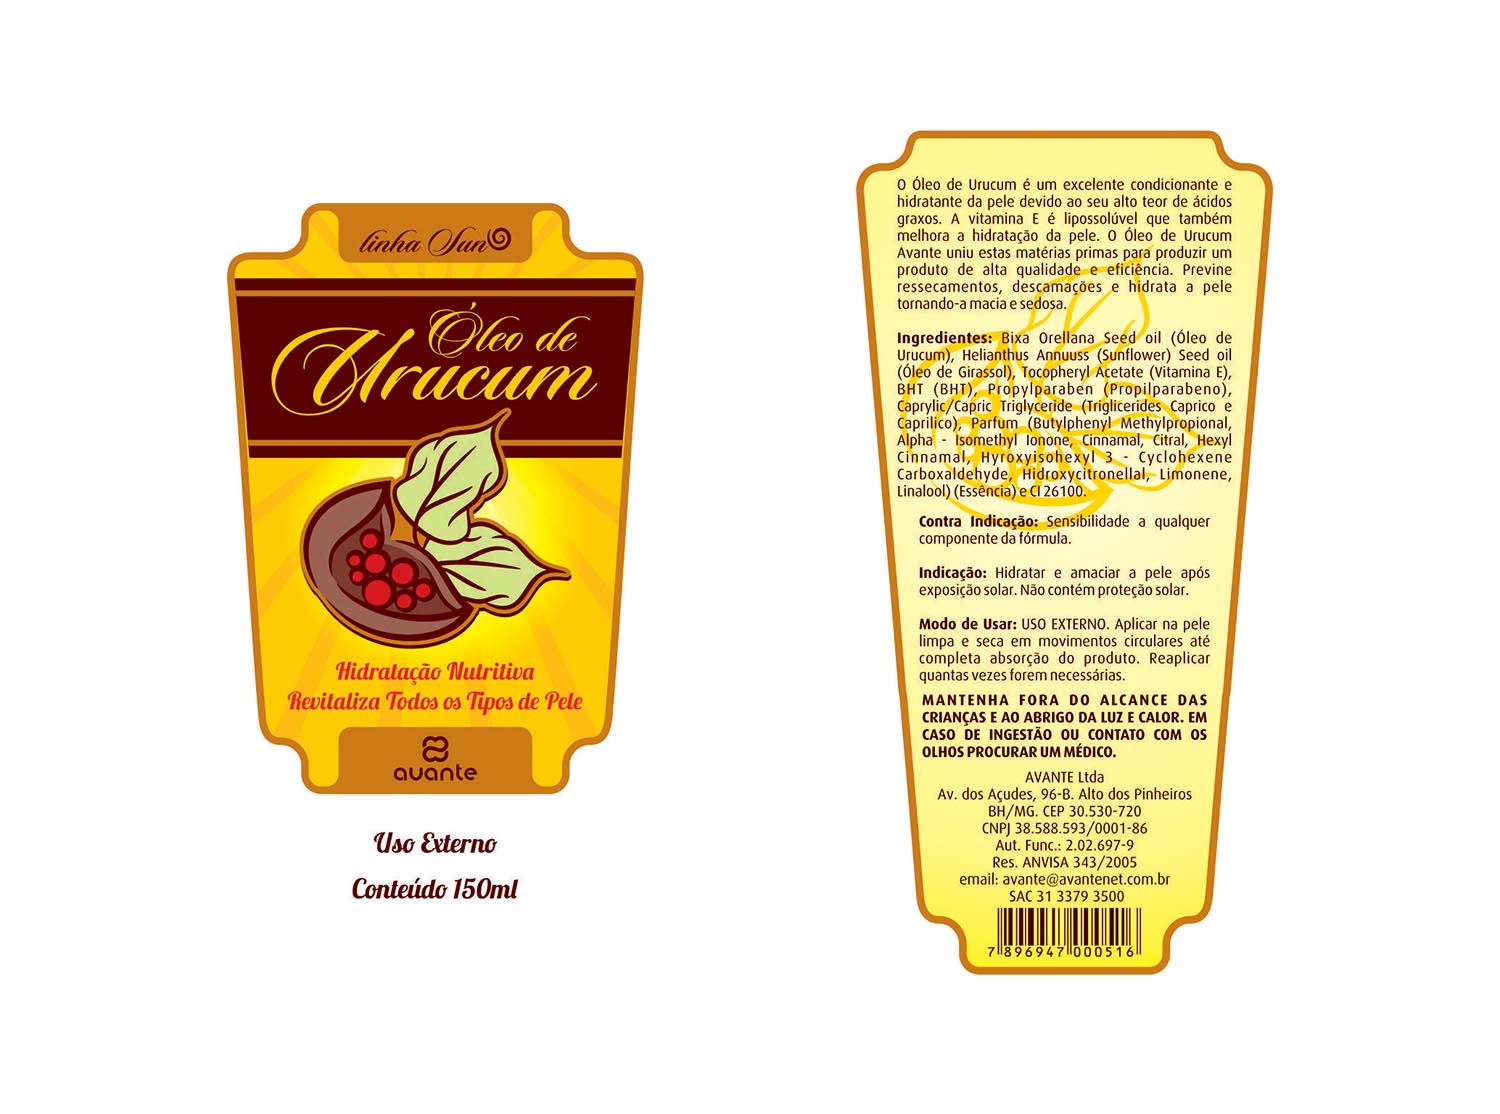 linha Sun
Óleo de
Urucum
Hidratação Nutritiva
Revitaliza Todos os Tipos de Pele
avante
Uso Externo
Conteúdo 150ml
O Óleo de Urucum é um excelente condicionante e
hidratante da pele devido ao seu alto teor de ácidos
graxos. A vitamina E é lipossolúvel que também
melhora a hidratação da pele. O Óleo de Urucum
Avante uniu estas matérias primas para produzir um
produto de alta qualidade e eficiência. Previne
ressecamentos, descamações e hidrata a pele
tornando-a macia e sedosa.
Ingredientes: Bixa Orellana Seed oil (Óleo de
Urucum), Helianthus Annuuss (Sunflower) Seed oil
(Óleo de Girassol), Tocopheryl Acetate (Vitamina E),
BHT (BHT), Propylparaben (Propilparabeno),
Caprylic/Capric Triglyceride (Triglicerides Caprico e
Caprilico), Parfum (Butylphenyl Methylpropional,
Alpha - Isomethyl Ionone, Cinnamal, Citral, Hexyl
Cinnamal, Hyroxyisohexyl 3 - Cyclohexene
Carboxaldehyde, Hidroxycitronellal, Limonene,
Linalool) (Essência) e CI 26100.
Contra Indicação: Sensibilidade a qualquer
componente da fórmula.
Indicação: Hidratar e amaciar a pele após
exposição solar. Não contém proteção solar.
Modo de Usar: USO EXTERNO. Aplicar na pele
limpa e seca em movimentos circulares até
completa absorção do produto. Reaplicar
quantas vezes forem necessárias.
MANTENHA FORA DO ALCANCE DAS
CRIANÇAS E AO ABRIGO DA LUZ E CALOR. EM
CASO DE INGESTÃO OU CONTATO COM OS
OLHOS PROCURAR UM MÉDICO.
AVANTE Ltda
Av. dos Açudes, 96-B. Alto dos Pinheiros
BH/MG. CEP 30.530-720
CNPJ 38.588.593/0001-86
Aut. Func.: 2.02.697-9
Res. ANVISA 343/2005
email: avante@avantenet.com.br
SAC 31 3379 3500
7 896947 000516